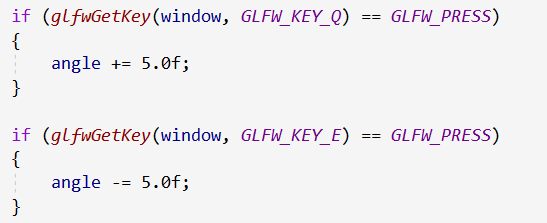 if (glfwGetKey(window, GLFW_KEY_Q) == GLFW_PRESS)
{
    angle += 5.0f;
}

if (glfwGetKey(window, GLFW_KEY_E) == GLFW_PRESS)
{
    angle -= 5.0f;
}